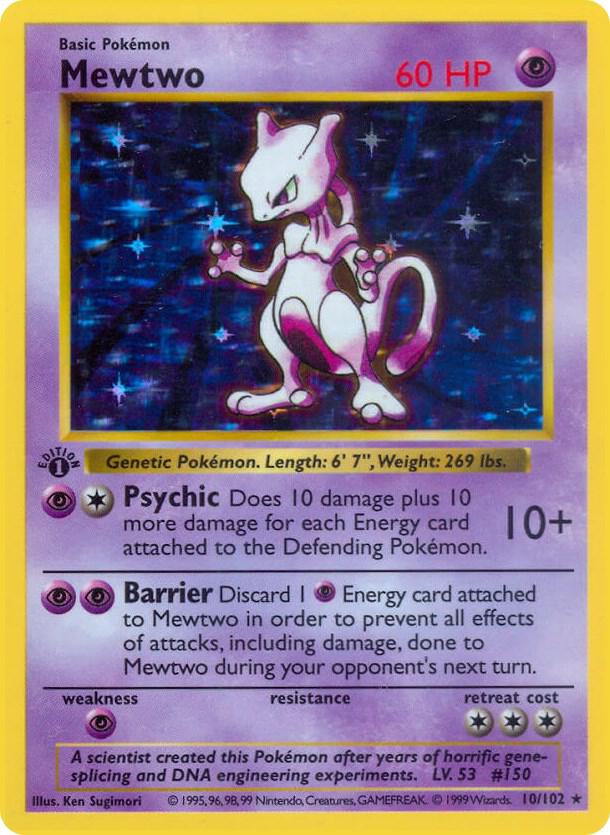 Basic Pokémon
Mewtwo 60 HP
EDITION
1
Genetic Pokémon. Length: 6' 7", Weight: 269 lbs.
Psychic Does 10 damage plus 10
more damage for each Energy card
attached to the Defending Pokémon.
10+
Barrier Discard 1 Energy card attached
to Mewtwo in order to prevent all effects
of attacks, including damage, done to
Mewtwo during your opponent's next turn.
weakness resistance retreat cost
A scientist created this Pokémon after years of horrific gene-
splicing and DNA engineering experiments. LV. 53 #150
Illus. Ken Sugimori © 1995, 96, 98, 99 Nintendo, Creatures, GAMEFREAK. © 1999 Wizards. 10/102 ★